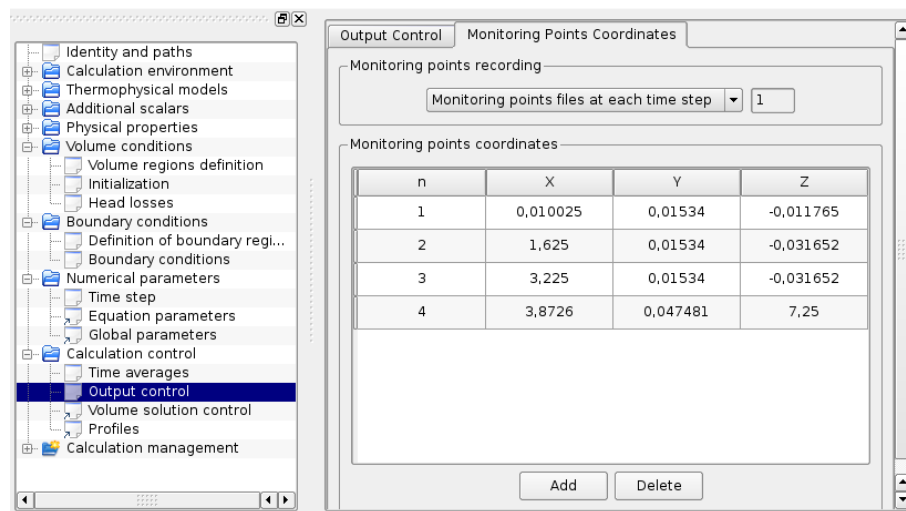 Identity and paths
Calculation environment
Thermophysical models
Additional scalars
Physical properties
Volume conditions
Volume regions definition
Initialization
Head losses
Boundary conditions
Definition of boundary regi...
Boundary conditions
Numerical parameters
Time step
Equation parameters
Global parameters
Calculation control
Time averages
Output control
Volume solution control
Profiles
Calculation management
Output Control Monitoring Points Coordinates
Monitoring points recording
Monitoring points files at each time step 1
Monitoring points coordinates
n X Y Z
1 0,010025 0,01534 -0,011765
2 1,625 0,01534 -0,031652
3 3,225 0,01534 -0,031652
4 3,8726 0,047481 7,25
Add Delete